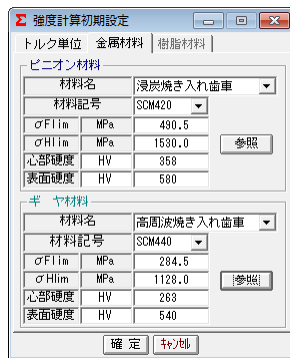 Σ 強度計算初期設定
トルク単位 金属材料 樹脂材料
ピニオン材料
材料名 浸炭焼き入れ歯車
材料記号 SCM420
σFlim MPa 490.5
σHlim MPa 1530.0 参照
心部硬度 HV 358
表面硬度 HV 580
ギヤ材料
材料名 高周波焼き入れ歯車
材料記号 SCM440
σFlim MPa 284.5
σHlim MPa 1128.0 参照
心部硬度 HV 263
表面硬度 HV 540
確定 キャンセル